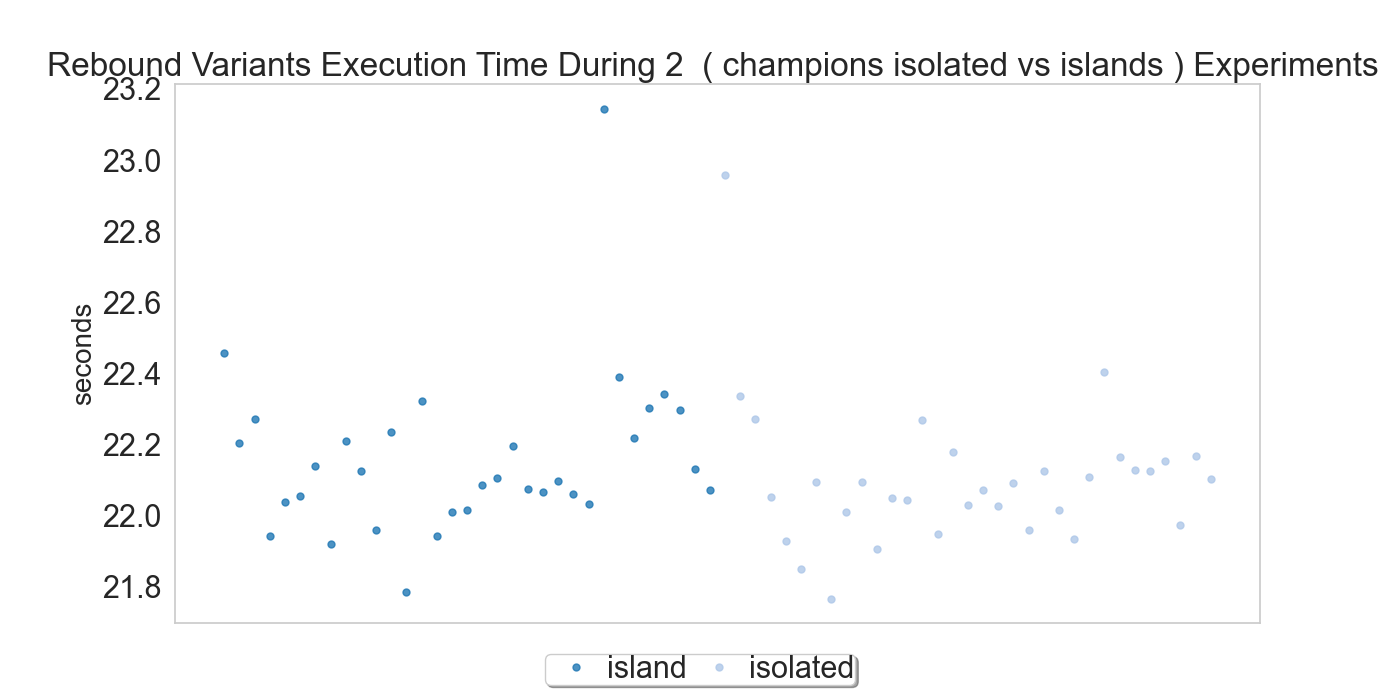 Rebound Variants Execution Time During 2  ( champions isolated vs islands ) Experiments
23.2
23.0
22.8
22.6
22.4
22.2
22.0
21.8
seconds
island isolated